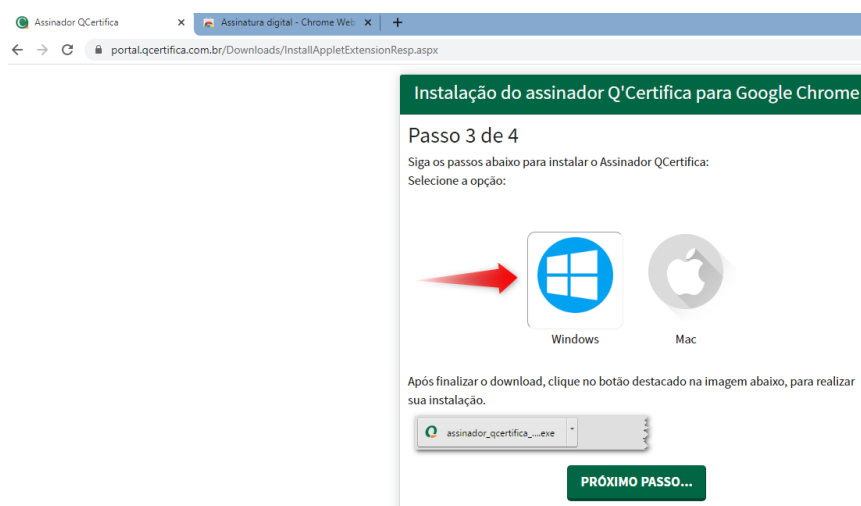 Assinador QCertifica
Assinatura digital - Chrome Web
portal.qcertifica.com.br/Downloads/InstallAppletExtensionResp.aspx
Instalação do assinador Q'Certifica para Google Chrome
Passo 3 de 4
Siga os passos abaixo para instalar o Assinador QCertifica:
Selecione a opção:
Windows
Mac
Após finalizar o download, clique no botão destacado na imagem abaixo, para realizar
sua instalação.
assinador_qcertifica_....exe
PRÓXIMO PASSO...